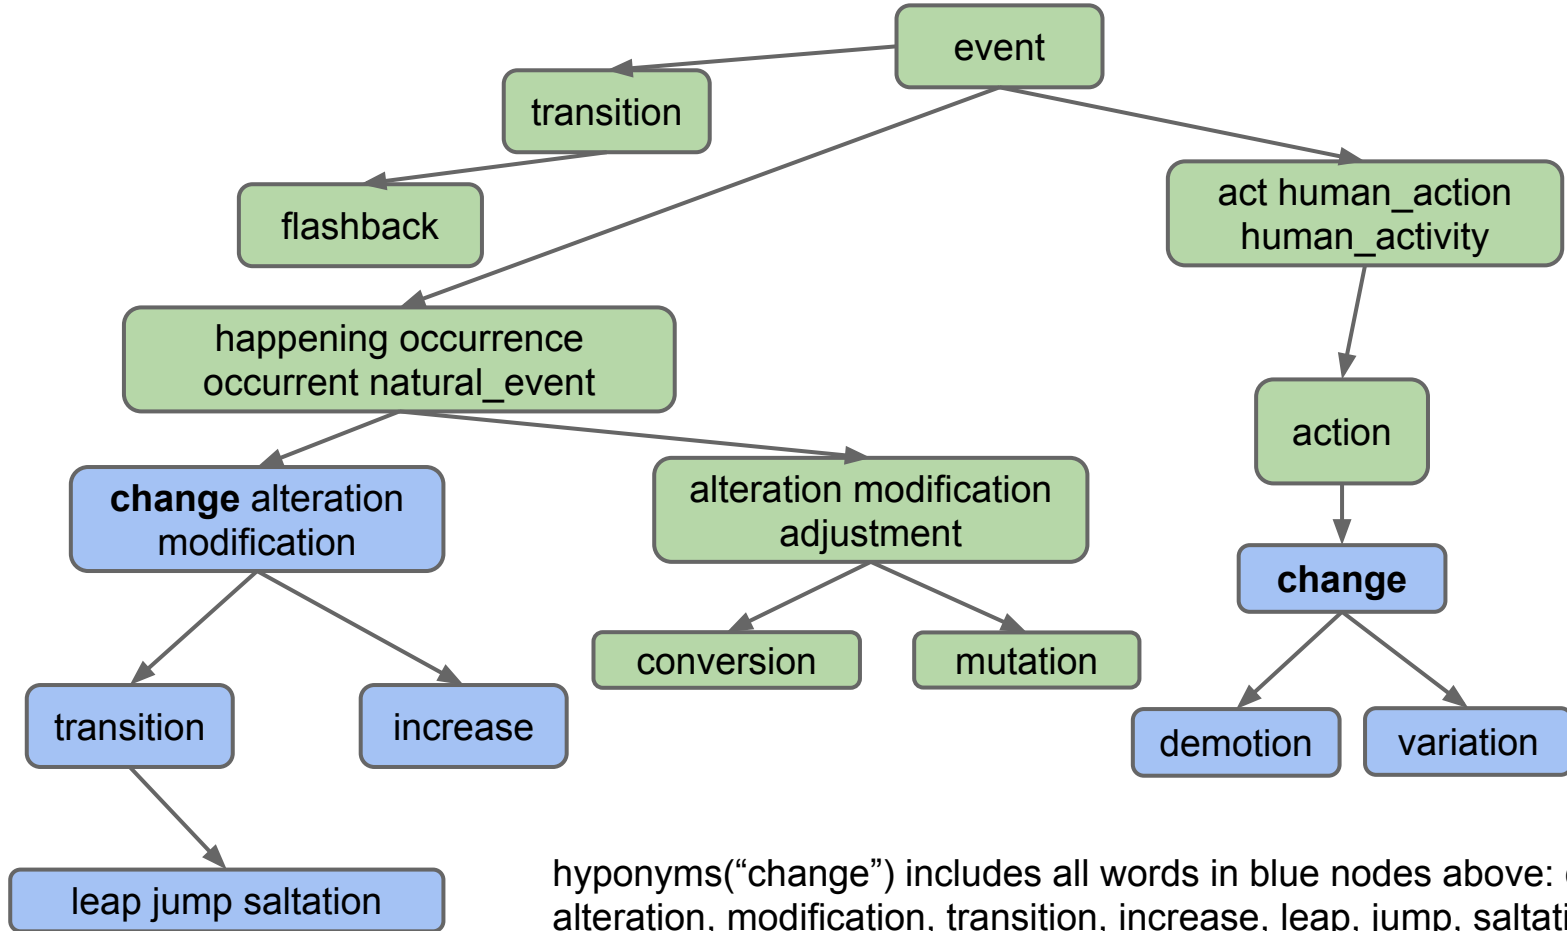 event
transition
flashback
act human_action
human_activity
happening occurrence
occurrent natural_event
action
change alteration
modification
alteration modification
adjustment
change
conversion
mutation
transition
increase
demotion
variation
leap jump saltation
hyponyms(“change”) includes all words in blue nodes above:
alteration, modification, transition, increase, leap, jump,